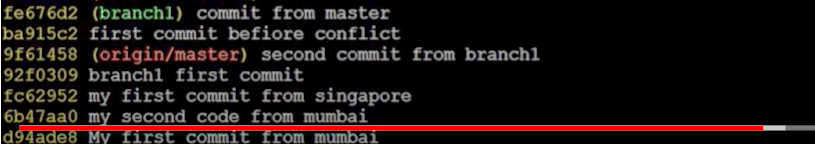 fe676d2 (branch1) commit from master
ba915c2 first commit befiore conflict
9f61458 (origin/master) second commit from branch1
92f0309 branch1 first commit
fc62952 my first commit from singapore
6b47aa0 my second code from mumbai
d94ade8 My first commit from mumbai